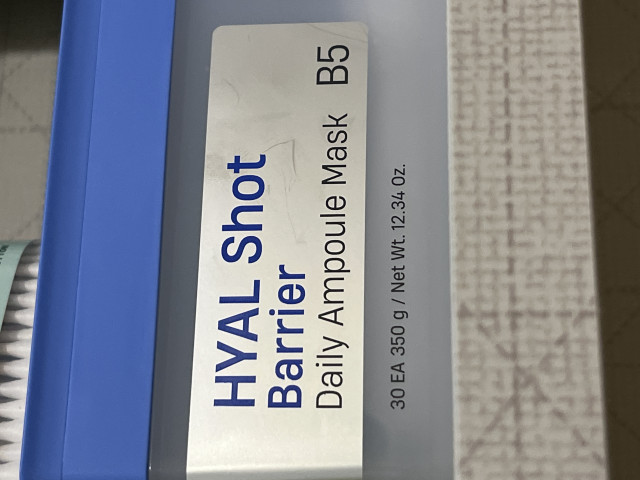 HYAL Shot
Barrier
Daily Ampoule Mask B5
30 EA 350 g / Net Wt. 12.34 Oz.